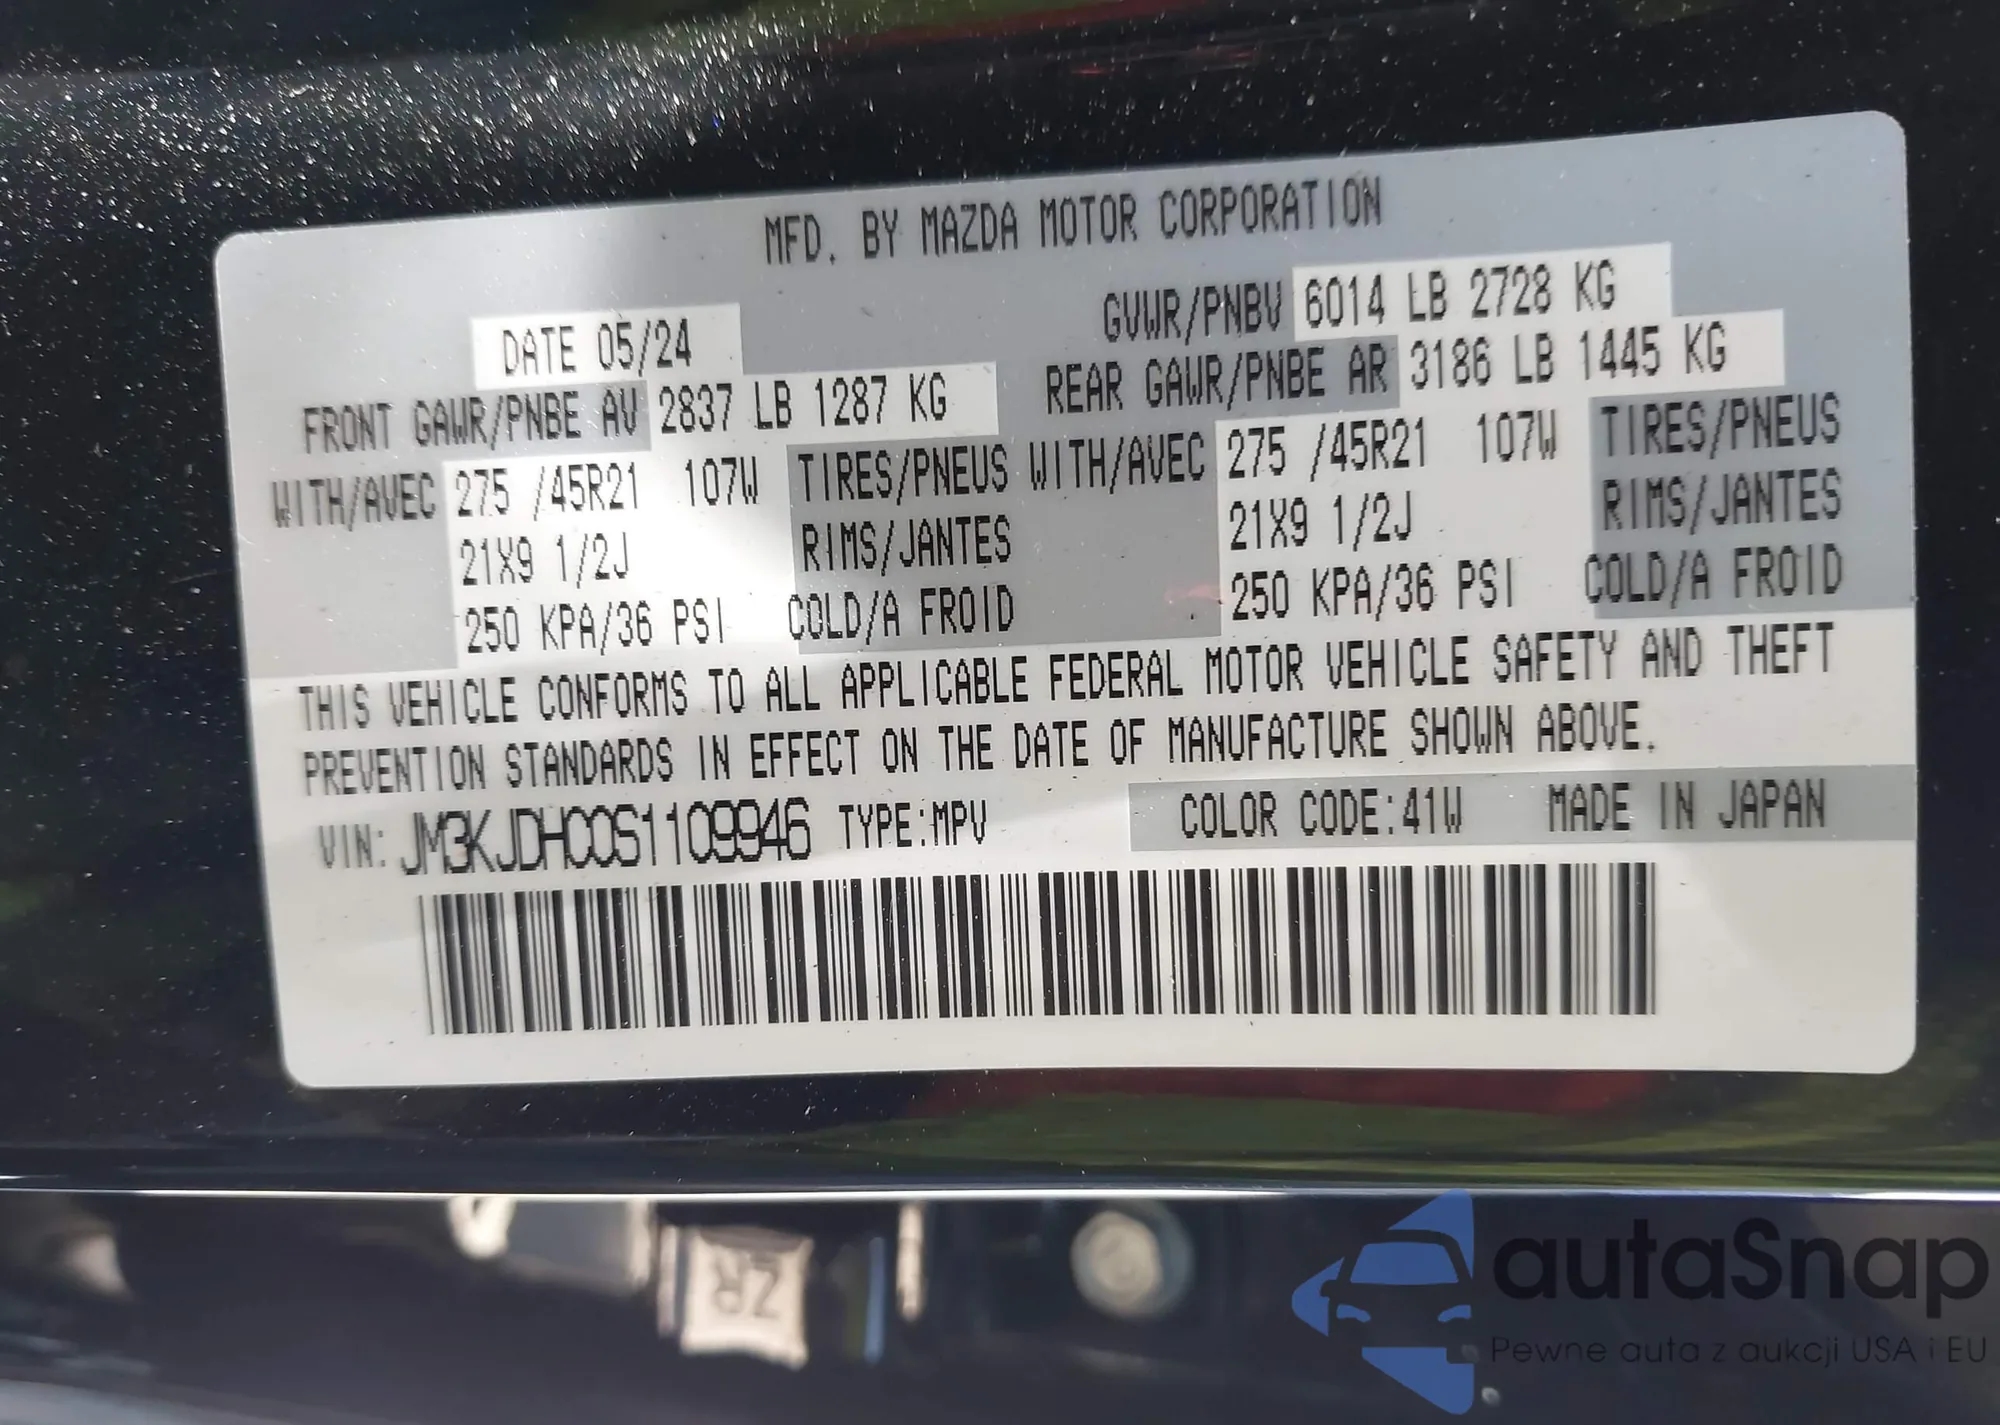 MFD. BY MAZDA MOTOR CORPORATION
DATE 05/24 GVWR/PNBV 6014 LB 2728 KG
FRONT GAWR/PNBE AV 2837 LB 1287 KG REAR GAWR/PNBE AR 3186 LB 1445 KG
WITH/AVEC 275 /45R21 107W TIRES/PNEUS WITH/AVEC 275 /45R21 107W TIRES/PNEUS
21X9 1/2J RIMS/JANTES 21X9 1/2J RIMS/JANTES
250 KPA/36 PSI COLD/A FROID 250 KPA/36 PSI COLD/A FROID
THIS VEHICLE CONFORMS TO ALL APPLICABLE FEDERAL MOTOR VEHICLE SAFETY AND THEFT
PREVENTION STANDARDS IN EFFECT ON THE DATE OF MANUFACTURE SHOWN ABOVE.
VIN: JM3KJDHC0S1109946 TYPE:MPV COLOR CODE:41W MADE IN JAPAN
ZR
autaSnap
Pewne auta z aukcji USA i EU